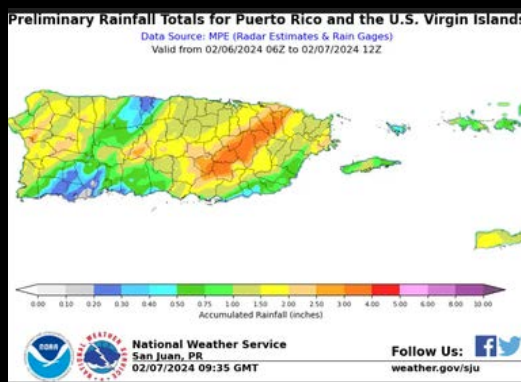 Preliminary Rainfall Totals for Puerto Rico and the U.S. Virgin Islands
Data Source: MPE (Radar Estimates & Rain Gages)
Valid from 02/06/2024 06Z to 02/07/2024 12Z
0.00 0.10 0.20 0.30 0.40 0.50 0.75 1.00 1.50 2.00 2.50 3.00 4.00 5.00 6.00 8.00 10.00
Accumulated Rainfall (inches)
NOAA
NATIONAL WEATHER SERVICE
National Weather Service
San Juan, PR
02/07/2024 09:35 GMT
Follow Us:
weather.gov/sju